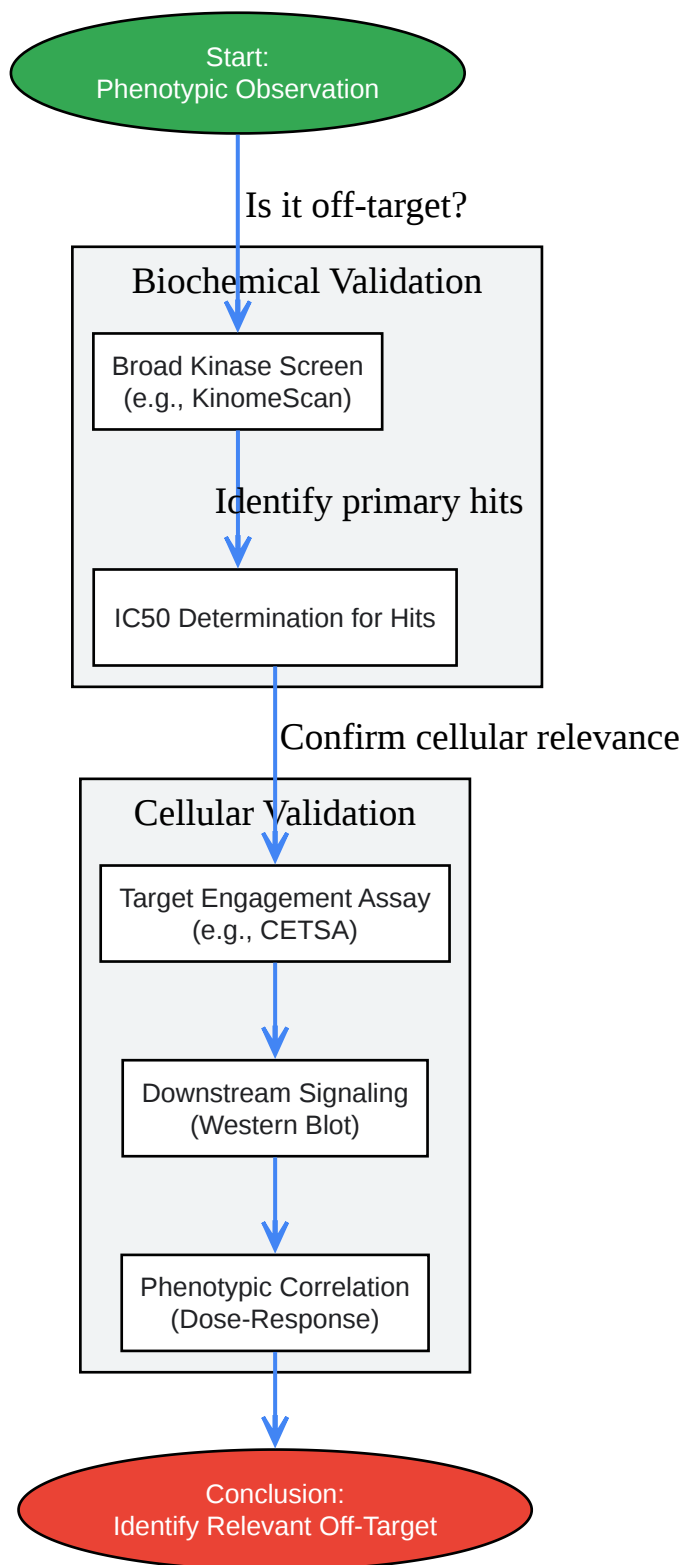 Start:
Phenotypic Observation
Is it off-target?
Biochemical Validation
Broad Kinase Screen
(e.g., KinomeScan)
Identify primary hits
IC50 Determination for Hits
Confirm cellular relevance
Cellular Validation
Target Engagement Assay
(e.g., CETSA)
Downstream Signaling
(Western Blot)
Phenotypic Correlation
(Dose-Response)
Conclusion:
Identify Relevant Off-Target